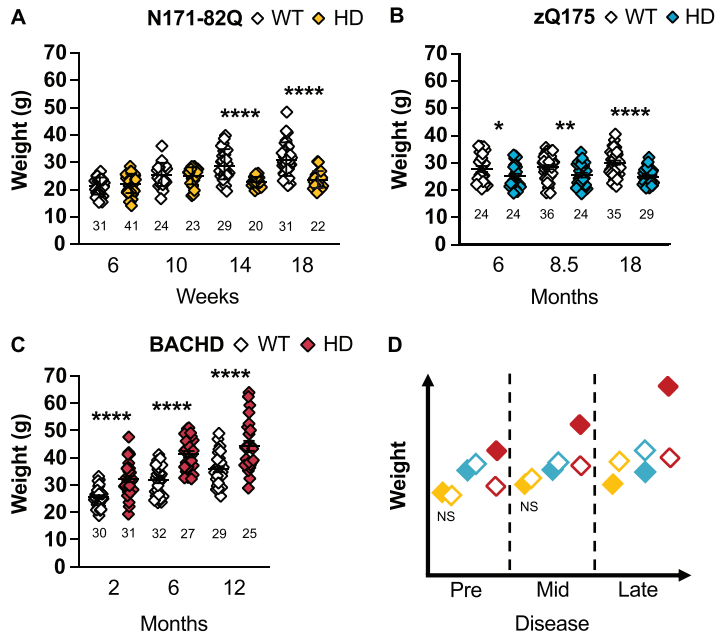 A
N171-82Q WT HD
Weight (g)
70
60
50
40
30
20
10
0
****
****
31 41 24 23 29 20 31 22
6 10 14 18
Weeks
B
zQ175 WT HD
Weight (g)
70
60
50
40
30
20
10
0
*
**
****
24 24 36 24 35 29
6 8.5 18
Months
C
BACHD WT HD
Weight (g)
70
60
50
40
30
20
10
0
****
****
****
30 31 32 27 29 25
2 6 12
Months
D
Weight
NS
NS
Pre Mid Late
Disease